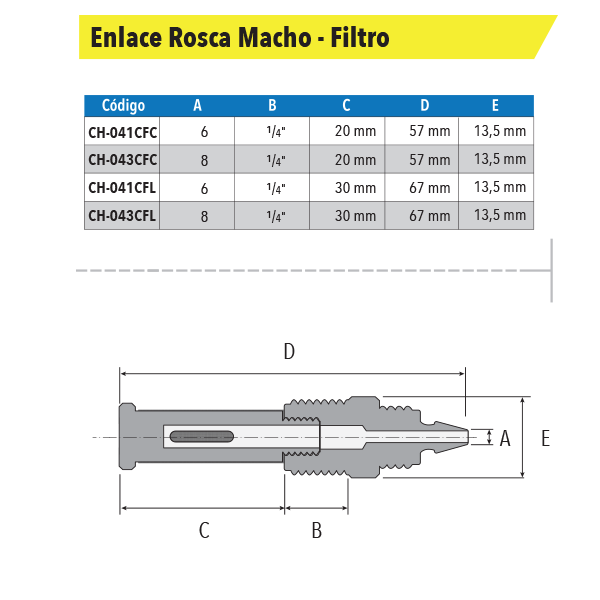 Enlace Rosca Macho - Filtro
Código A B C D E
CH-041CFC 6 1/4" 20 mm 57 mm 13,5 mm
CH-043CFC 8 1/4" 20 mm 57 mm 13,5 mm
CH-041CFL 6 1/4" 30 mm 67 mm 13,5 mm
CH-043CFL 8 1/4" 30 mm 67 mm 13,5 mm
D
A E
C B